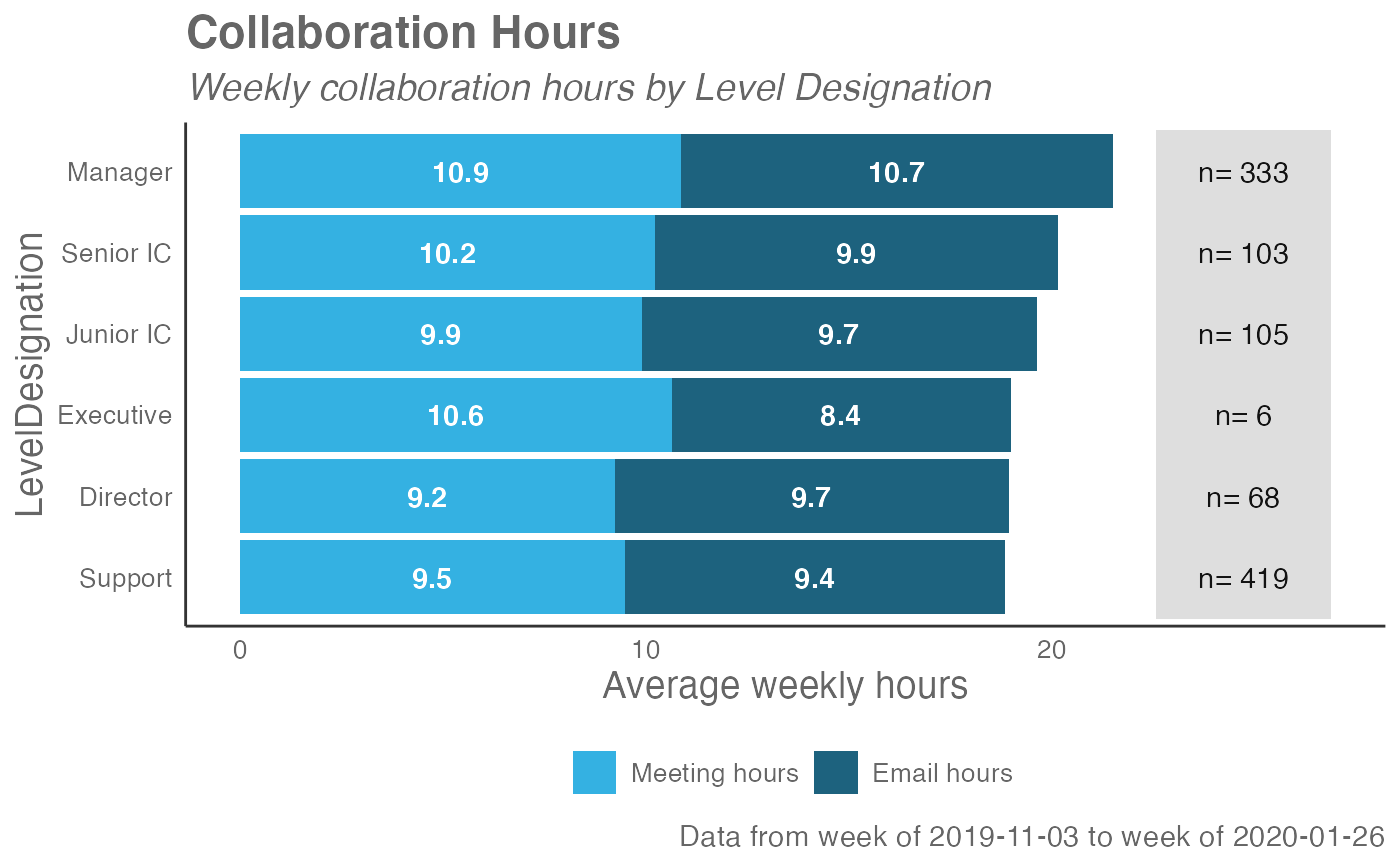 Collaboration Hours
Weekly collaboration hours by Level Designation
LevelDesignation
Manager 10.9 10.7 n= 333
Senior IC 10.2 9.9 n= 103
Junior IC 9.9 9.7 n= 105
Executive 10.6 8.4 n= 6
Director 9.2 9.7 n= 68
Support 9.5 9.4 n= 419
0 10 20
Average weekly hours
Meeting hours Email hours
Data from week of 2019-11-03 to week of 2020-01-26